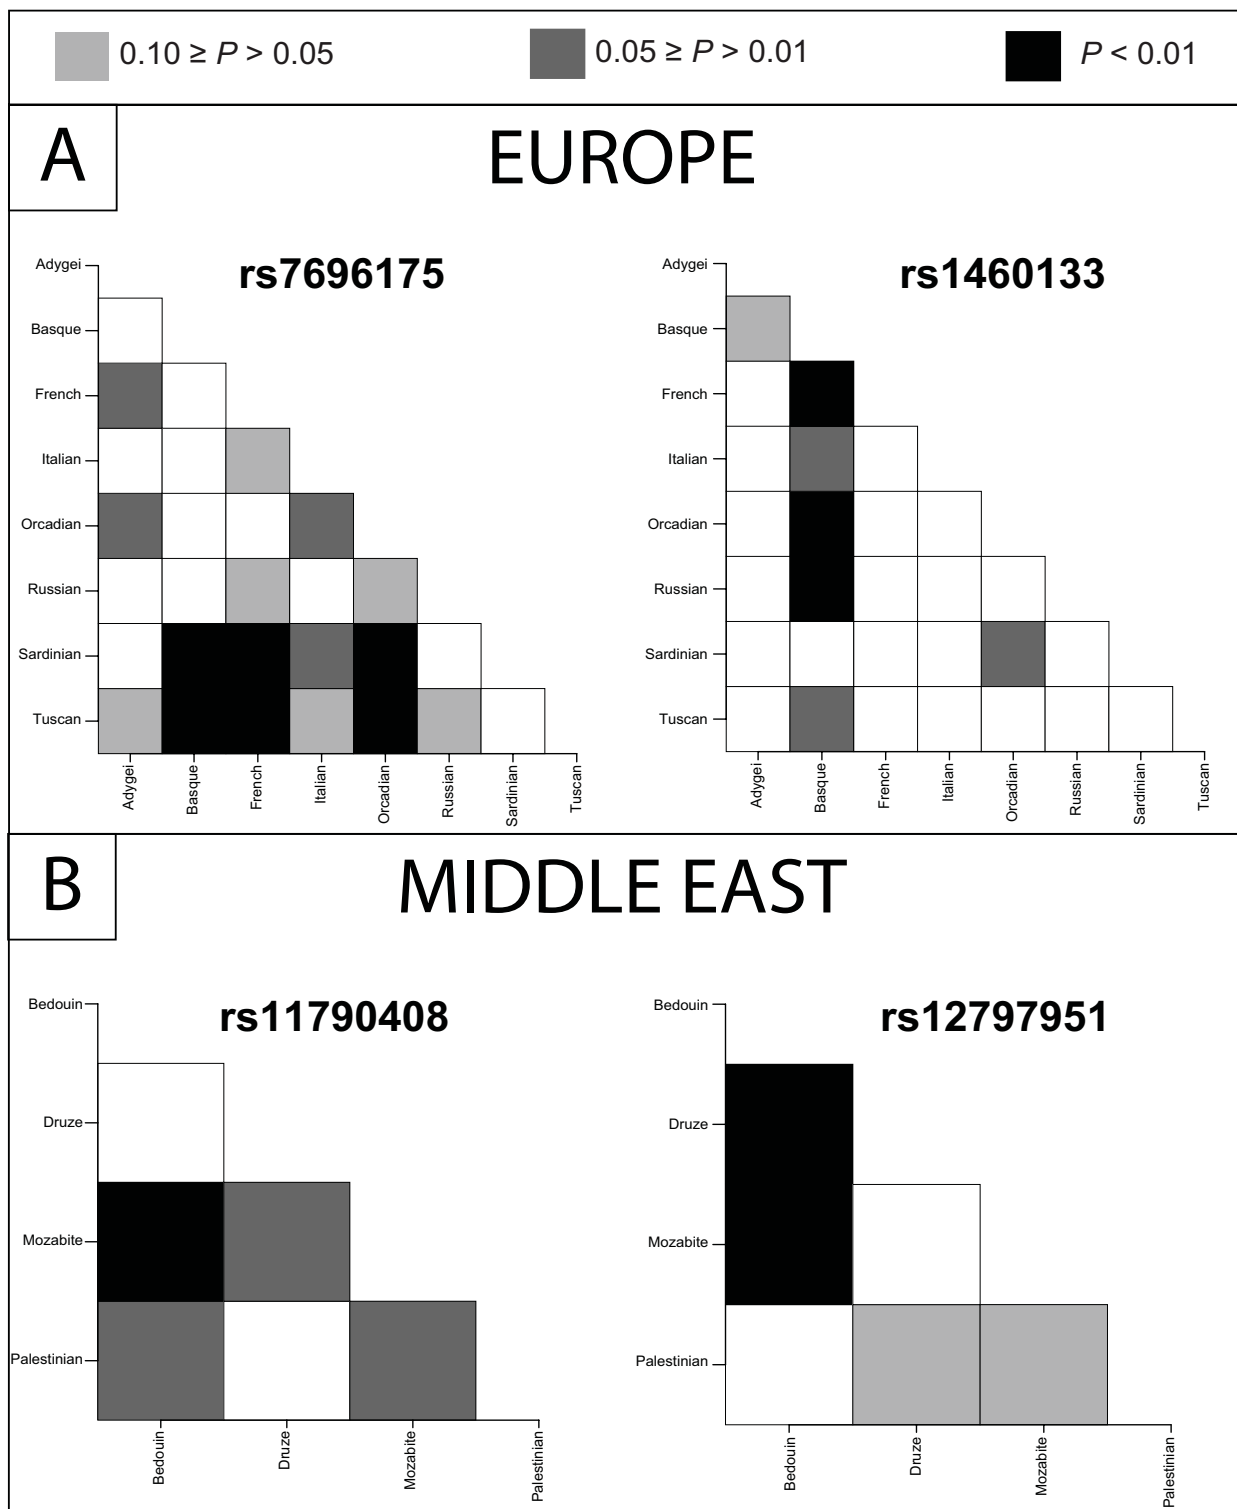 0.10 ≥ P > 0.05
0.05 ≥ P > 0.01
P < 0.01
A
EUROPE
rs7696175
Adygei
Basque
French
Italian
Orcadian
Russian
Sardinian
Tuscan
Adygei
Basque
French
Italian
Orcadian
Russian
Sardinian
Tuscan
rs1460133
Adygei
Basque
French
Italian
Orcadian
Russian
Sardinian
Tuscan
Adygei
Basque
French
Italian
Orcadian
Russian
Sardinian
Tuscan
B
MIDDLE EAST
rs11790408
Bedouin
Druze
Mozabite
Palestinian
Bedouin
Druze
Mozabite
Palestinian
rs12797951
Bedouin
Druze
Mozabite
Palestinian
Bedouin
Druze
Mozabite
Palestinian